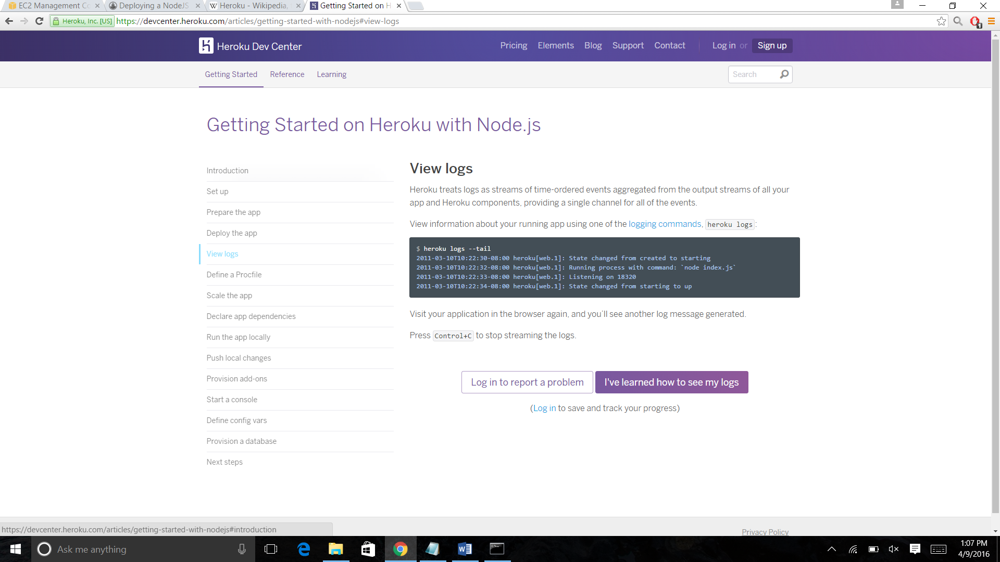 EC2 Management Co
Deploying a NodeJS
Heroku - Wikipedia,
Getting Started on H
Heroku, Inc. [US]
https://devcenter.heroku.com/articles/getting-started-with-nodejs#view-logs
1
Heroku Dev Center
Pricing Elements Blog Support Contact Log in or Sign up
Getting Started Reference Learning
Search
Getting Started on Heroku with Node.js
Introduction
Set up
Prepare the app
Deploy the app
View logs
Define a Procfile
Scale the app
Declare app dependencies
Run the app locally
Push local changes
Provision add-ons
Start a console
Define config vars
Provision a database
Next steps
View logs
Heroku treats logs as streams of time-ordered events aggregated from the output streams of all your
app and Heroku components, providing a single channel for all of the events.
View information about your running app using one of the logging commands, heroku logs:
$ heroku logs --tail
2011-03-10T10:22:30-08:00 heroku[web.1]: State changed from created to starting
2011-03-10T10:22:32-08:00 heroku[web.1]: Running process with command: `node index.js`
2011-03-10T10:22:33-08:00 heroku[web.1]: Listening on 18320
2011-03-10T10:22:34-08:00 heroku[web.1]: State changed from starting to up
Visit your application in the browser again, and you'll see another log message generated.
Press Control+C to stop streaming the logs.
Log in to report a problem
I've learned how to see my logs
(Log in to save and track your progress)
https://devcenter.heroku.com/articles/getting-started-with-nodejs#introduction
Privacy Policy
Ask me anything
1:07 PM
4/9/2016